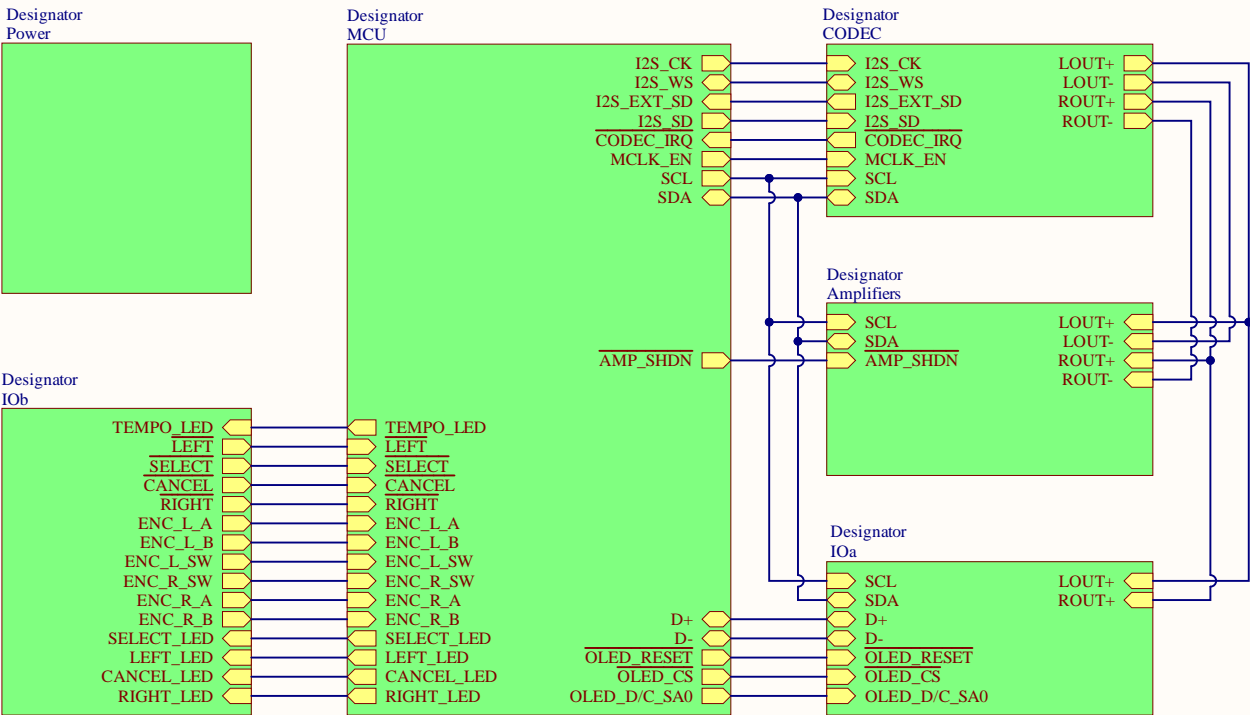 Designator
Power
Designator
MCU
I2S_CK
I2S_WS
I2S_EXT_SD
I2S_SD
CODEC_IRQ
MCLK_EN
SCL
SDA
AMP_SHDN
TEMPO_LED
LEFT
SELECT
CANCEL
RIGHT
ENC_L_A
ENC_L_B
ENC_L_SW
ENC_R_SW
ENC_R_A
ENC_R_B
SELECT_LED
LEFT_LED
CANCEL_LED
RIGHT_LED
D+
D-
OLED_RESET
OLED_CS
OLED_D/C_SA0
Designator
CODEC
I2S_CK
I2S_WS
I2S_EXT_SD
I2S_SD
CODEC_IRQ
MCLK_EN
SCL
SDA
LOUT+
LOUT-
ROUT+
ROUT-
Designator
Amplifiers
SCL
SDA
AMP_SHDN
LOUT+
LOUT-
ROUT+
ROUT-
Designator
IOb
TEMPO_LED
LEFT
SELECT
CANCEL
RIGHT
ENC_L_A
ENC_L_B
ENC_L_SW
ENC_R_SW
ENC_R_A
ENC_R_B
SELECT_LED
LEFT_LED
CANCEL_LED
RIGHT_LED
Designator
IOa
SCL
SDA
D+
D-
OLED_RESET
OLED_CS
OLED_D/C_SA0
LOUT+
ROUT+